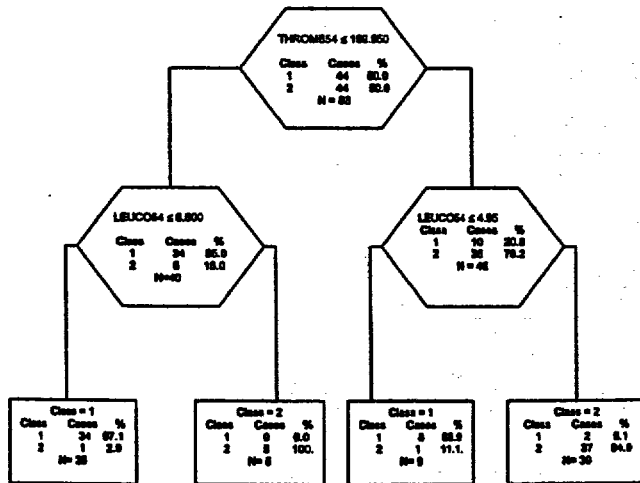 THROMB54 ≤
Class Cases %
1 44 50.0
2 44 50.0
N = 88
LEUCO54 ≤
Class Cases %
1 34 85.0
2 6 15.0
N=40
LEUCO54 ≤ 4.95
Class Cases %
1 10 20.8
2 38 79.2
N = 48
Class = 1
Class Cases %
1 34 97.1
2 1 2.9
N= 35
Class = 2
Class Cases %
1 0 0.0
2 5 100.
N= 5
Class = 1
Class Cases %
1 8 88.9
2 1 11.1.
N= 9
Class = 2
Class Cases %
1 2 5.1
2 37 94.9
N= 39